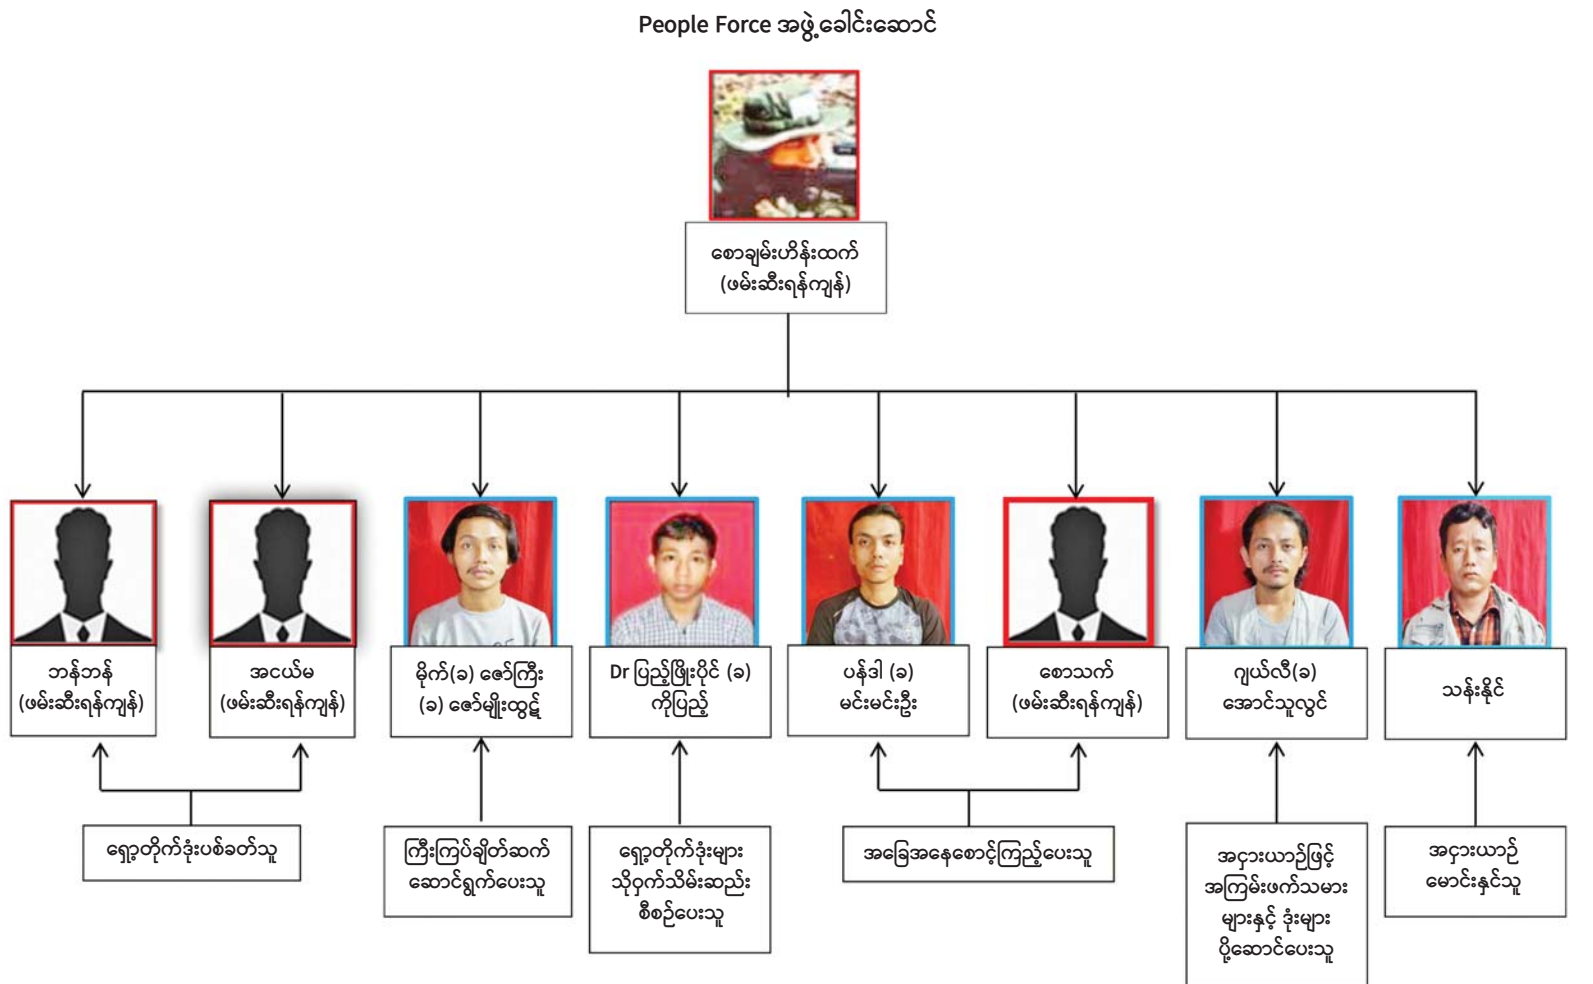 People Force အဖွဲ့ခေါင်းဆောင်
စောချမ်းဟိန်းထက်
(ဖမ်းဆီးရန်ကျန်)
ဘန်ဘန်
(ဖမ်းဆီးရန်ကျန်)
အငယ်မ
(ဖမ်းဆီးရန်ကျန်)
မိုက်(ခ) ဇော်ကြီး
(ခ) ဇော်မျိုးထွဋ်
Dr ပြည့်ဖြိုးပိုင် (ခ)
ကိုပြည့်
ပန်ဒါ (ခ)
မင်းမင်းဦး
စောသက်
(ဖမ်းဆီးရန်ကျန်)
ဂျယ်လီ(ခ)
အောင်သူလွင်
သန်းနိုင်
ရှော့တိုက်ဒုံးပစ်ခတ်သူ
ကြီးကြပ်ချိတ်ဆက်
ဆောင်ရွက်ပေးသူ
ရှော့တိုက်ဒုံးများ
သိုဝှက်သိမ်းဆည်း
စီစဉ်ပေးသူ
အခြေအနေစောင့်ကြည့်ပေးသူ
အငှားယာဉ်ဖြင့်
အကြမ်းဖက်သမား
များနှင့် ဒုံးများ
ပို့ဆောင်ပေးသူ
အငှားယာဉ်
မောင်းနှင်သူ